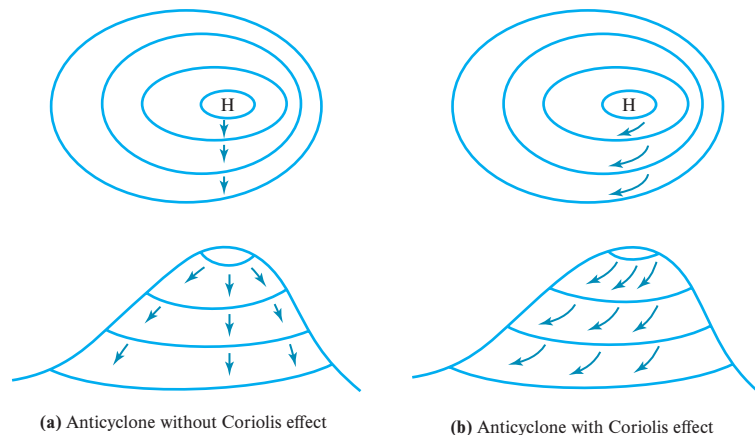 H
H
(a) Anticyclone without Coriolis effect
(b) Anticyclone with Coriolis effect